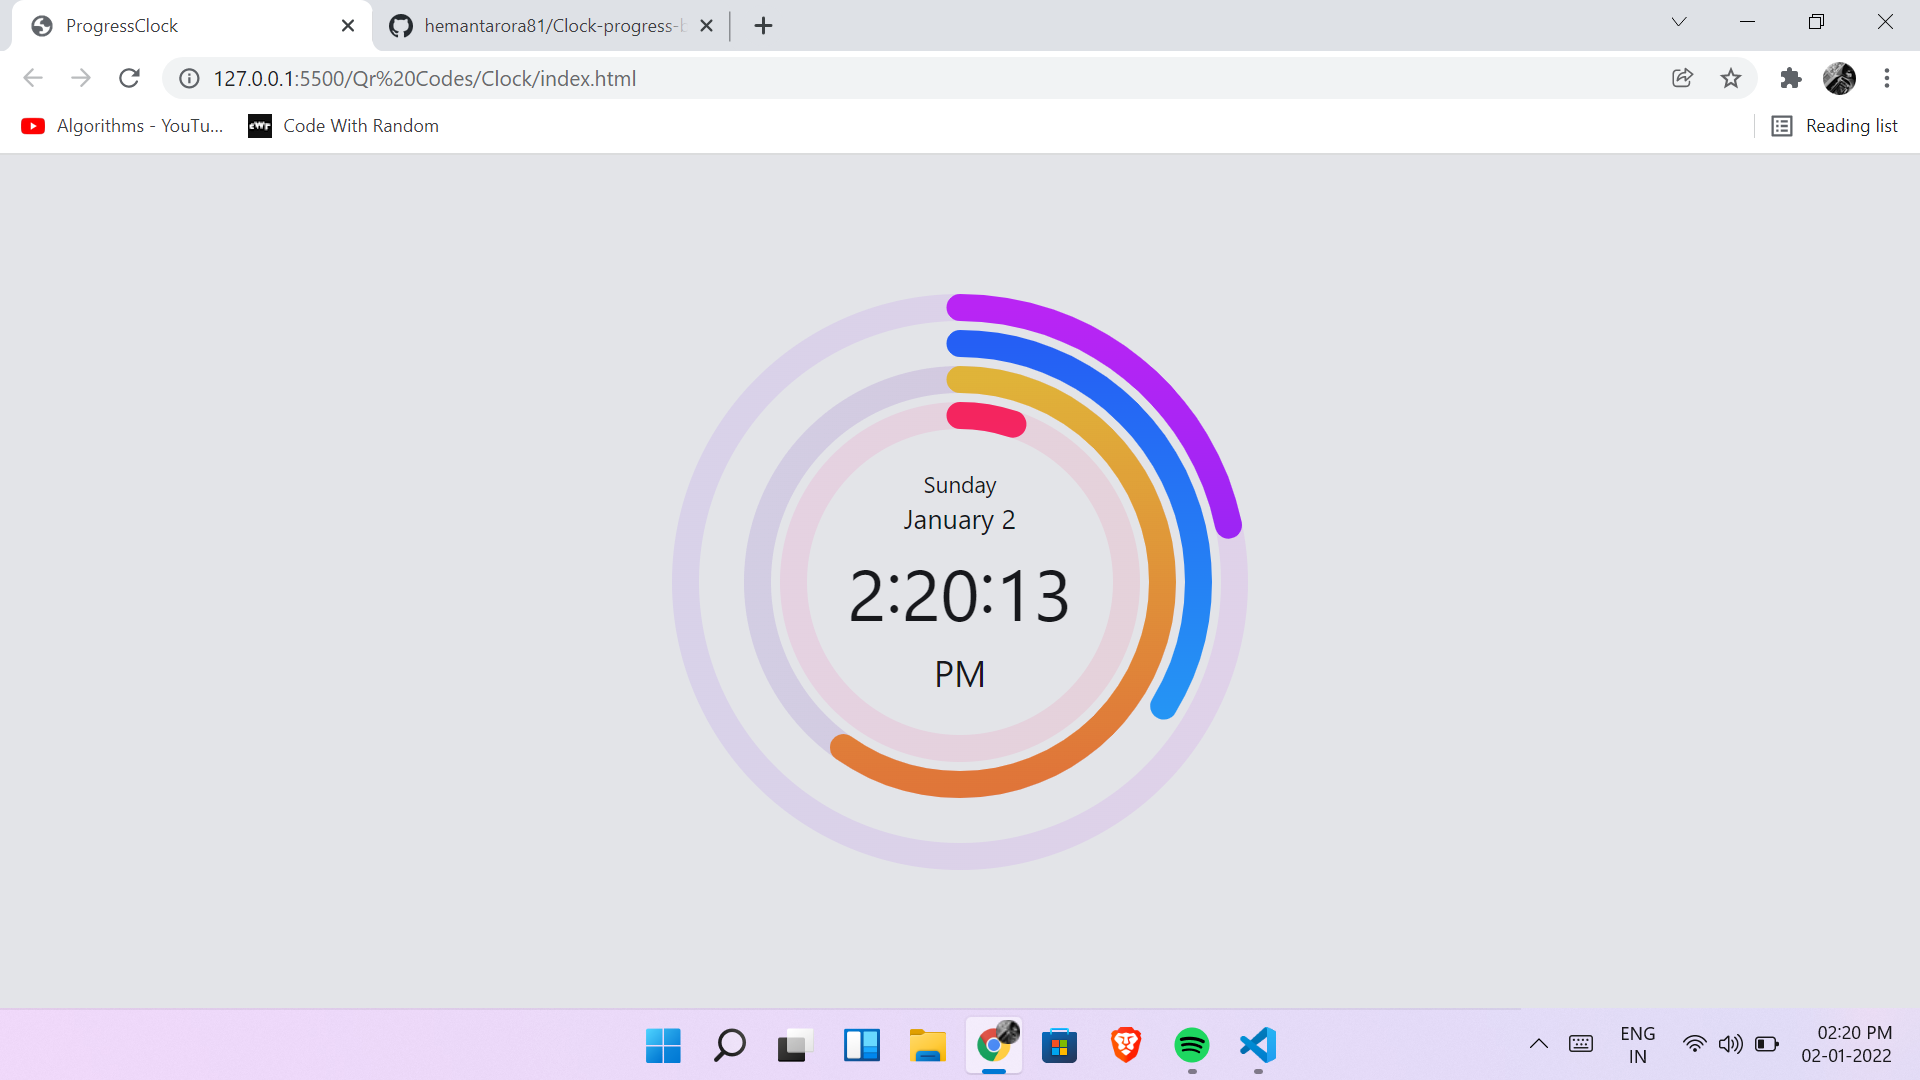 ProgressClock
hemantarora81/Clock-progress-b
127.0.0.1:5500/Qr%20Codes/Clock/index.html
Algorithms - YouTu...
CWR
Code With Random
Reading list
Sunday
January 2
2:20:13
PM
ENG
IN
02:20 PM
02-01-2022